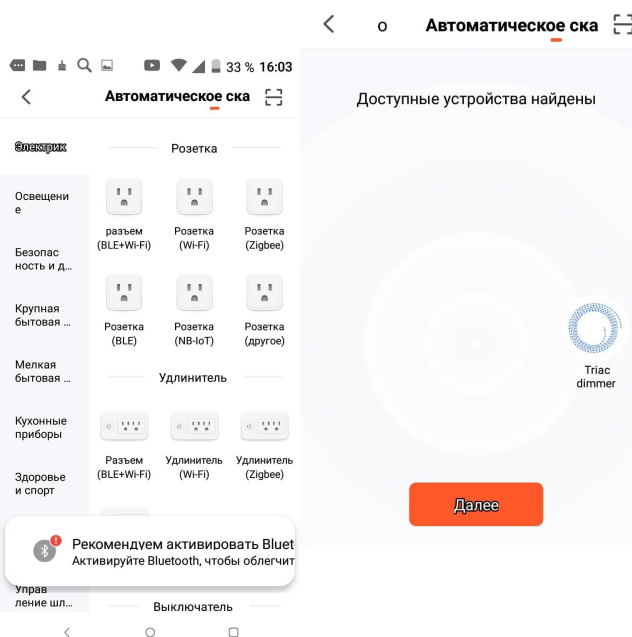 33 % 16:03
Автоматическое ска
Электрик
Освещени
е
Безопас
ность и д...
Крупная
бытовая ...
Мелкая
бытовая ...
Кухонные
приборы
Здоровье
и спорт
Розетка
разъем
(BLE+Wi-Fi)
Розетка
(Wi-Fi)
Розетка
(Zigbee)
Розетка
(BLE)
Розетка
(NB-IoT)
Розетка
(другое)
Удлинитель
Разъем
(BLE+Wi-Fi)
Удлинитель
(Wi-Fi)
Удлинитель
(Zigbee)
Рекомендуем активировать Bluet
Активируйте Bluetooth, чтобы облегчит
Управ
ление шл...
Выключатель
о Автоматическое ска
Доступные устройства найдены
Triac
dimmer
Далее